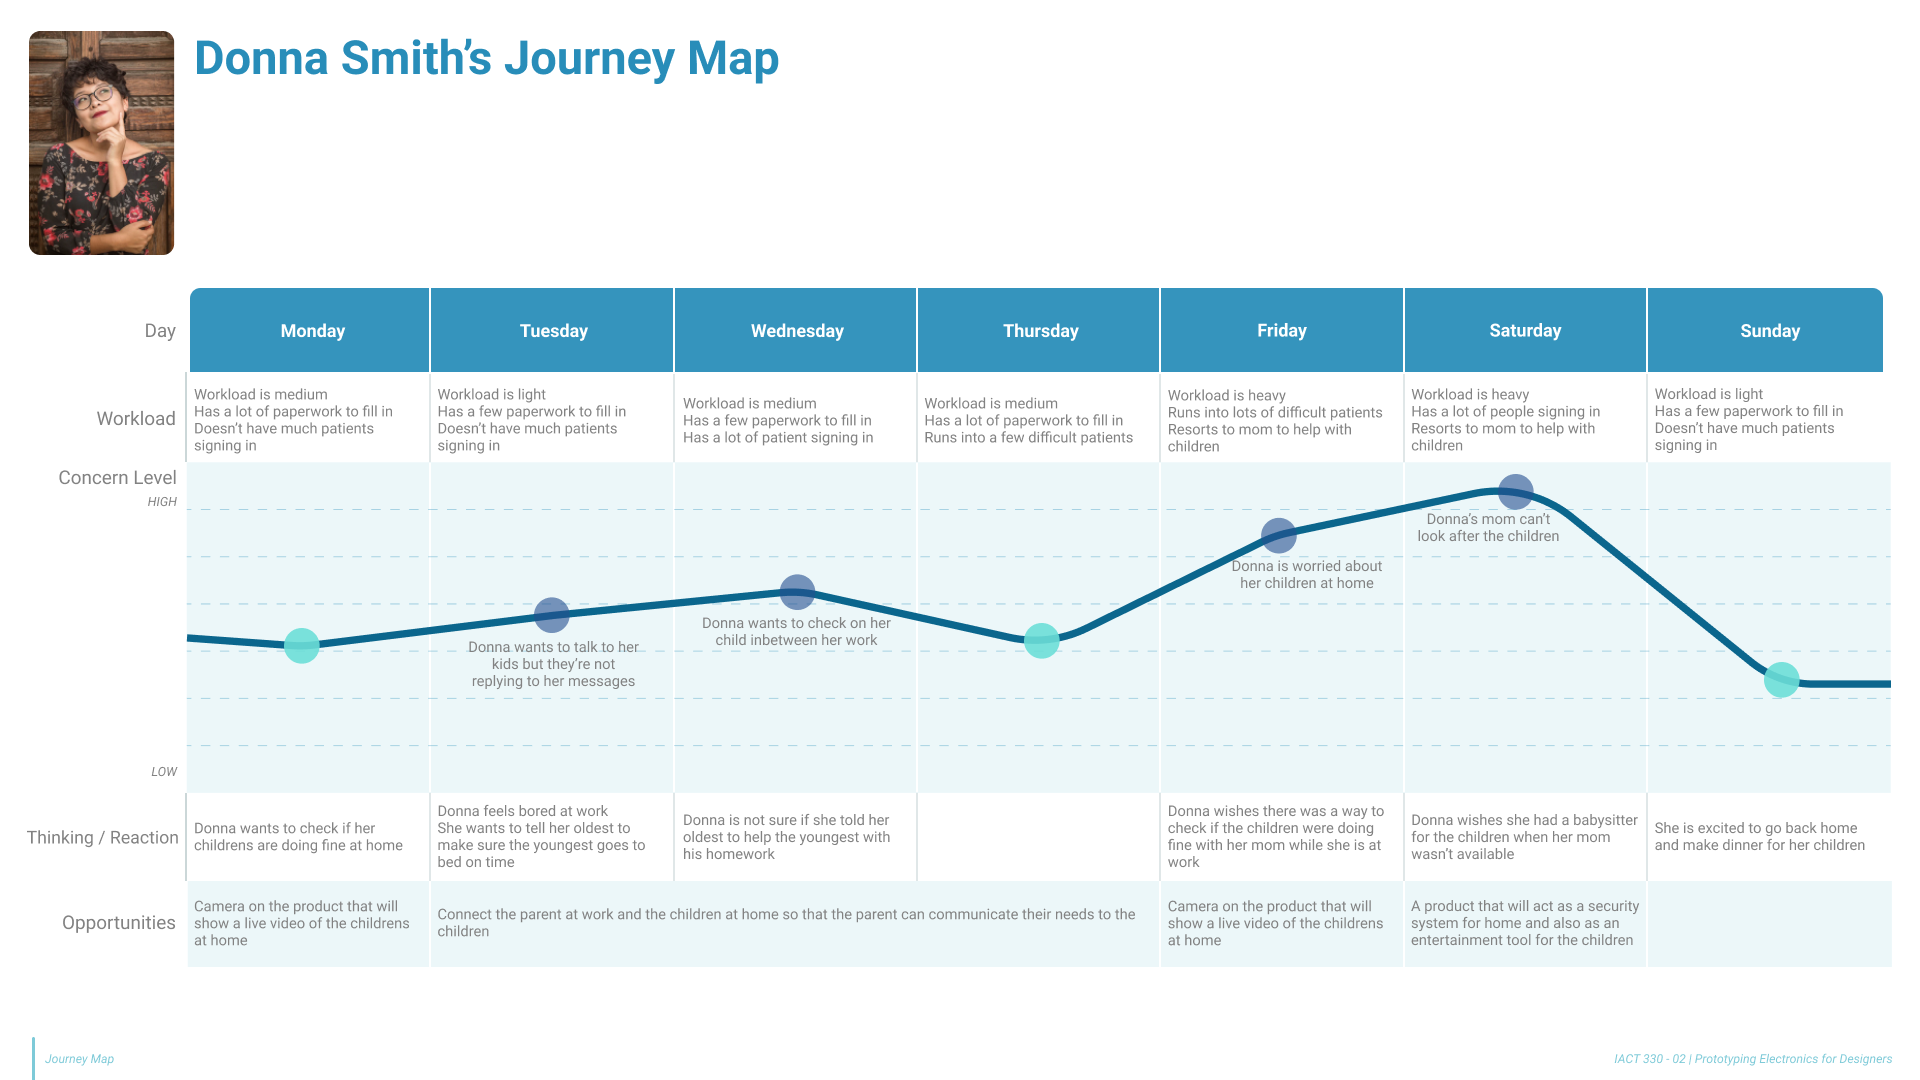 Donna Smith's Journey Map
Day
Monday
Tuesday
Wednesday
Thursday
Friday
Saturday
Sunday
Workload
Workload is medium
Has a lot of paperwork to fill in
Doesn't have much patients
signing in
Workload is light
Has a few paperwork to fill in
Doesn't have much patients
signing in
Workload is medium
Has a few paperwork to fill in
Has a lot of patient signing in
Workload is medium
Has a lot of paperwork to fill in
Runs into a few difficult patients
Workload is heavy
Runs into lots of difficult patients
Resorts to mom to help with
children
Workload is heavy
Has a lot of people signing in
Resorts to mom to help with
children
Workload is light
Has a few paperwork to fill in
Doesn't have much patients
signing in
Concern Level
HIGH
Donna wants to talk to her
kids but they're not
replying to her messages
Donna wants to check on her
child inbetween her work
Donna is worried about
her children at home
Donna's mom can't
look after the children
LOW
Thinking / Reaction
Donna wants to check if her
childrens are doing fine at home
Donna feels bored at work
She wants to tell her oldest to
make sure the youngest goes to
bed on time
Donna is not sure if she told her
oldest to help the youngest with
his homework
Donna wishes there was a way to
check if the children were doing
fine with her mom while she is at
work
Donna wishes she had a babysitter
for the children when her mom
wasn't available
She is excited to go back home
and make dinner for her children
Opportunities
Camera on the product that will
show a live video of the childrens
at home
Connect the parent at work and the children at home so that the parent can communicate their needs to the
children
Camera on the product that will
show a live video of the childrens
at home
A product that will act as a security
system for home and also as an
entertainment tool for the children
Journey Map
IACT 330 - 02 | Prototyping Electronics for Designers